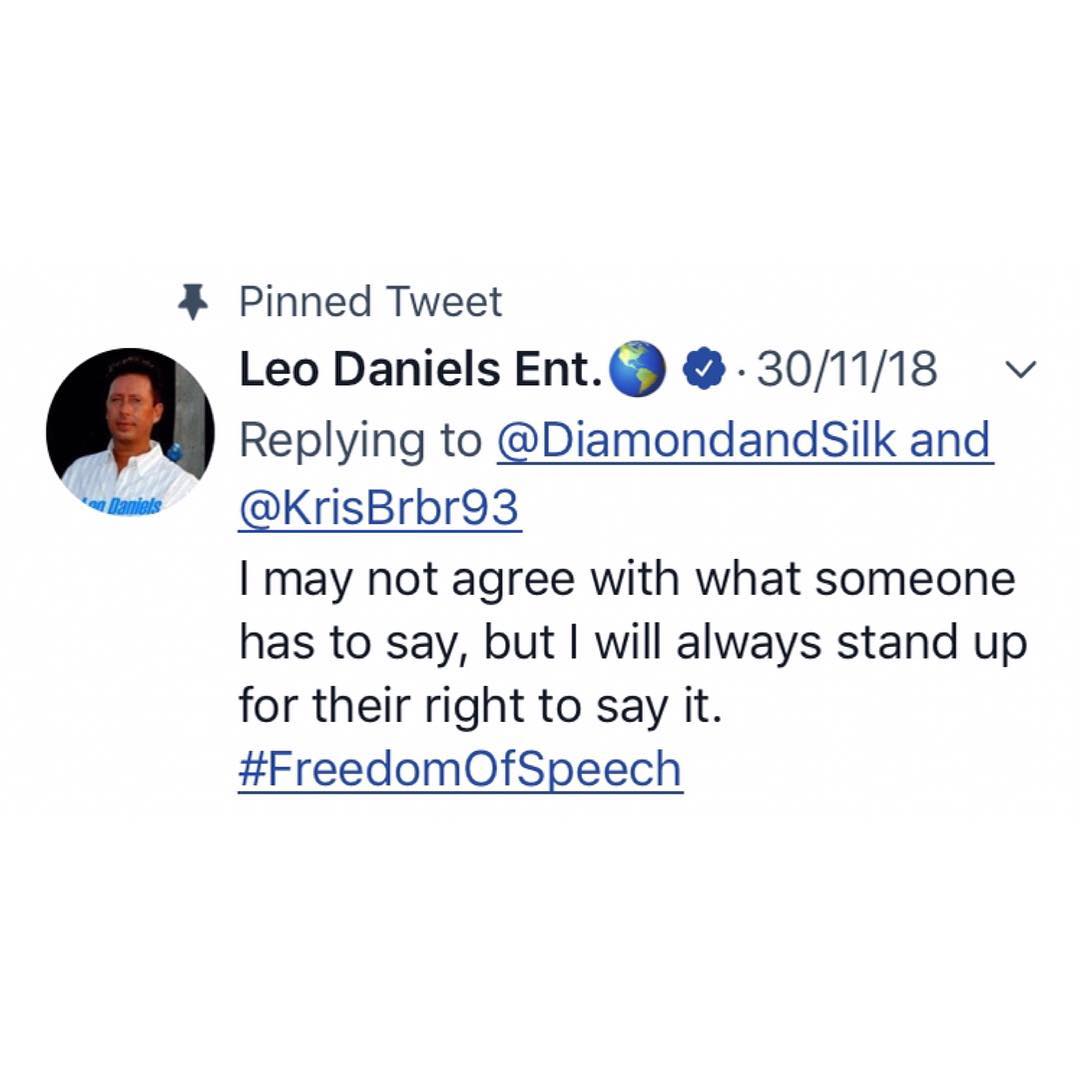 Pinned Tweet
Leo Daniels Ent.🌎 · 30/11/18
Replying to @DiamondandSilk and
@KrisBrbr93
I may not agree with what someone
has to say, but I will always stand up
for their right to say it.
#FreedomOfSpeech
Leo Daniels